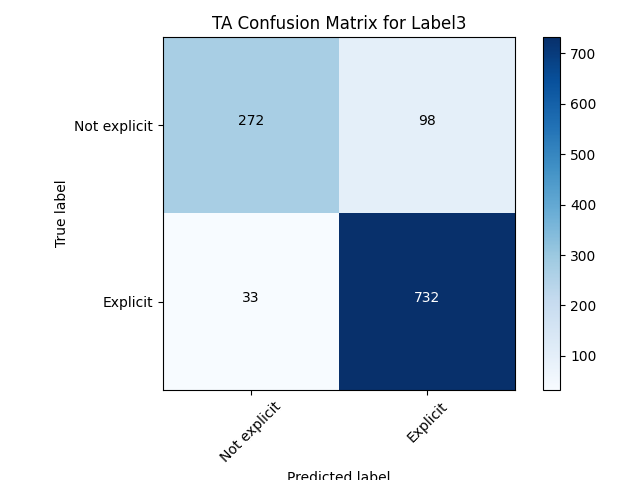 TA Confusion Matrix for Label3
700
600
500
400
300
200
100
True label
Not explicit
272
98
Explicit
33
732
Not explicit
Explicit
Predicted label